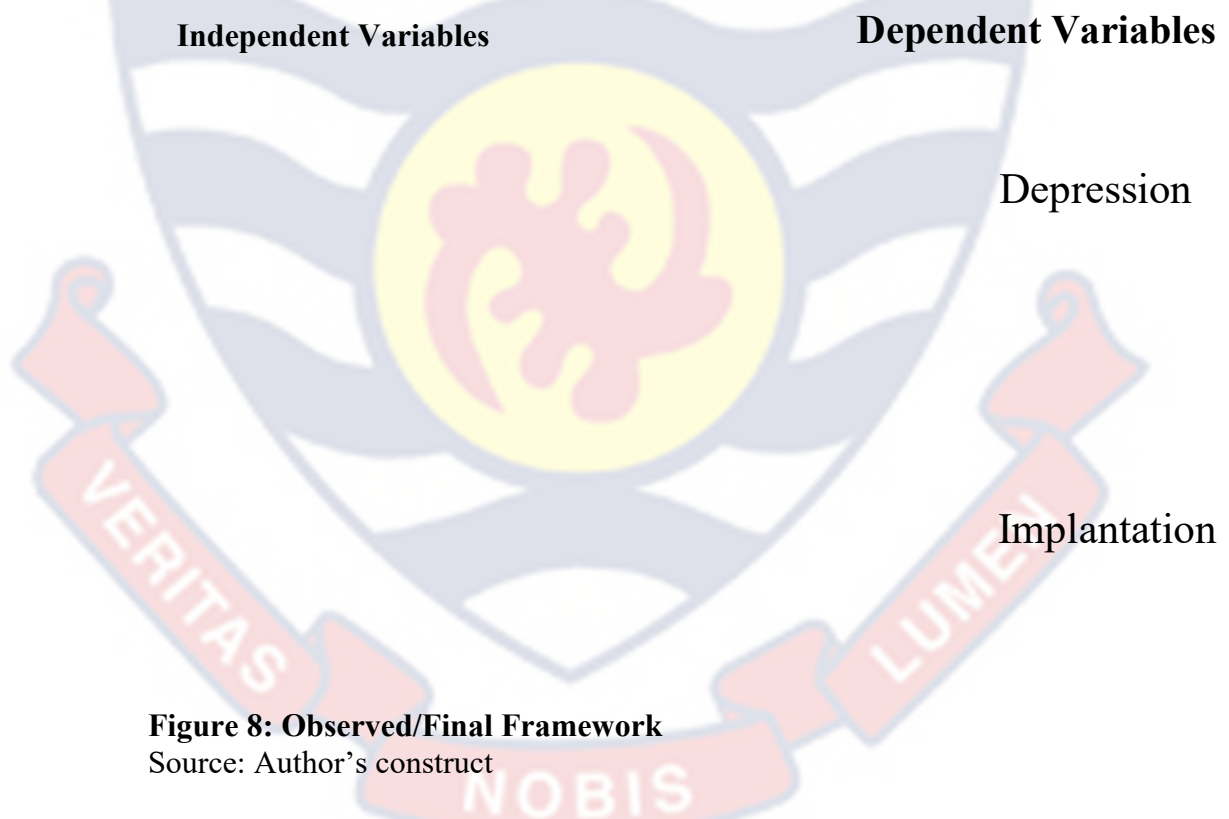 Independent Variables
Dependent Variables
Depression
Implantation
VERITAS
LUMEN
Figure 8: Observed/Final Framework
Source: Author’s construct
NOBIS